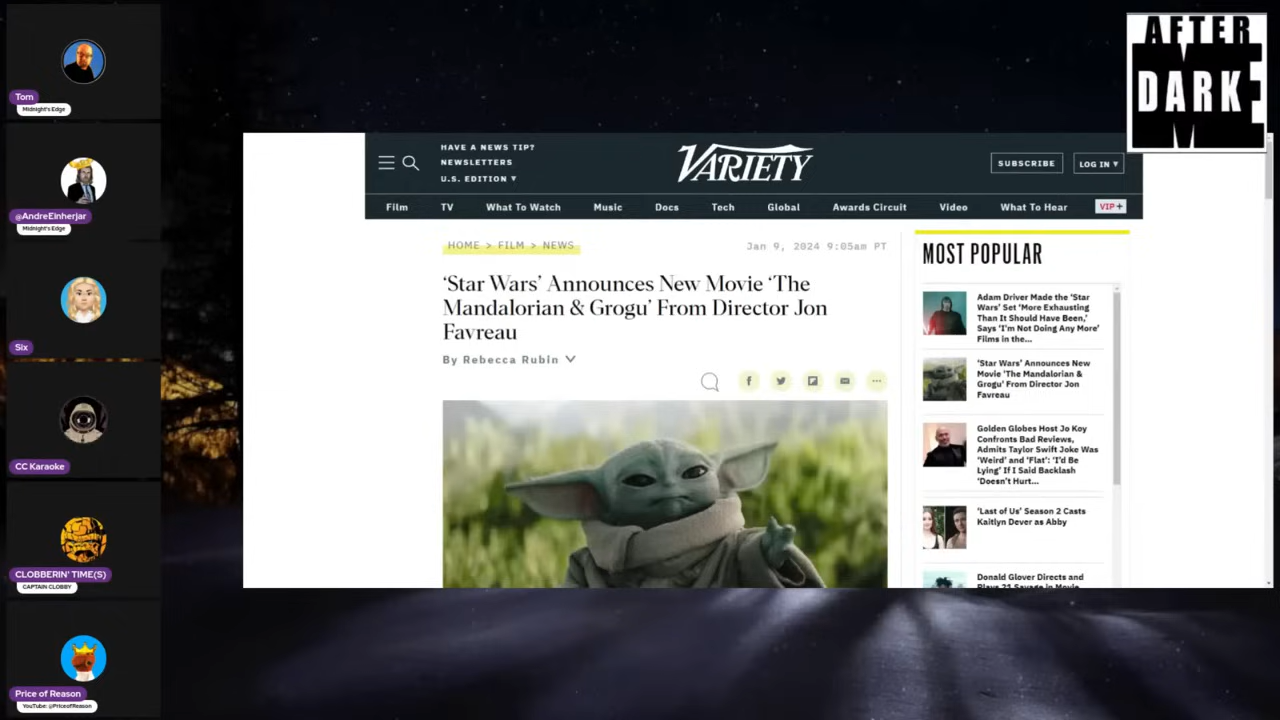 Tom
Midnight's Edge
@AndreEinherjar
Midnight's Edge
Six
CC Karaoke
CLOBBERIN' TIME(S)
CAPTAIN CLOBBY
Price of Reason
YouTube: @PriceofReason
AFTER
DARK
ME
HAVE A NEWS TIP?
NEWSLETTERS
U.S. EDITION ▾
VARIETY
SUBSCRIBE
LOG IN ▾
Film TV What To Watch Music Docs Tech Global Awards Circuit Video What To Hear VIP+
HOME > FILM > NEWS
Jan 9, 2024 9:05am PT
‘Star Wars’ Announces New Movie ‘The
Mandalorian & Grogu’ From Director Jon
Favreau
By Rebecca Rubin
MOST POPULAR
Adam Driver Made the ‘Star
Wars’ Set ‘More Exhausting
Than It Should Have Been,’
Says ‘I’m Not Doing Any More’
Films in the...
‘Star Wars’ Announces New
Movie ‘The Mandalorian &
Grogu’ From Director Jon
Favreau
Golden Globes Host Jo Koy
Confronts Bad Reviews,
Admits Taylor Swift Joke Was
‘Weird’ and ‘Flat’: ‘I’d Be
Lying’ If I Said Backlash
‘Doesn’t Hurt...
‘Last of Us’ Season 2 Casts
Kaitlyn Dever as Abby
Donald Glover Directs and
Plays 21 Savage in Movie